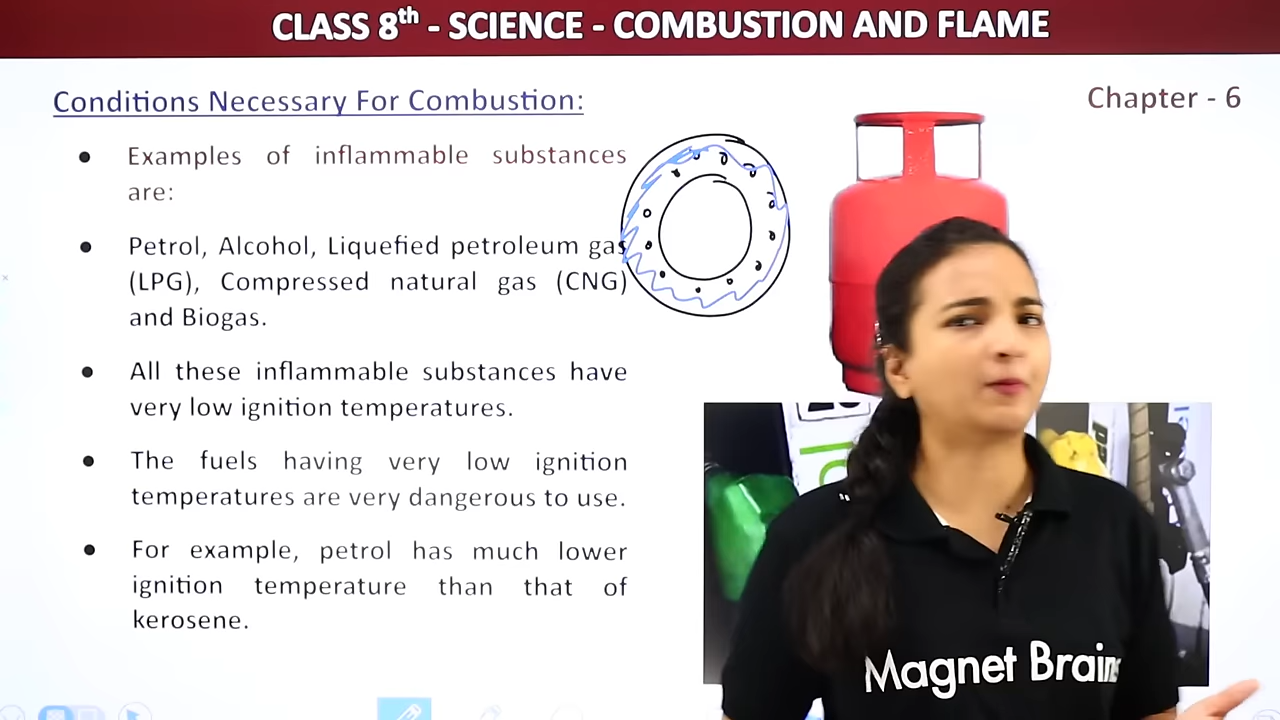 CLASS 8th - SCIENCE - COMBUSTION AND FLAME
Conditions Necessary For Combustion:
Chapter - 6
• Examples of inflammable substances
are:
• Petrol, Alcohol, Liquefied petroleum gas
(LPG), Compressed natural gas (CNG)
and Biogas.
• All these inflammable substances have
very low ignition temperatures.
• The fuels having very low ignition
temperatures are very dangerous to use.
• For example, petrol has much lower
ignition temperature than that of
kerosene.
Magnet Brains